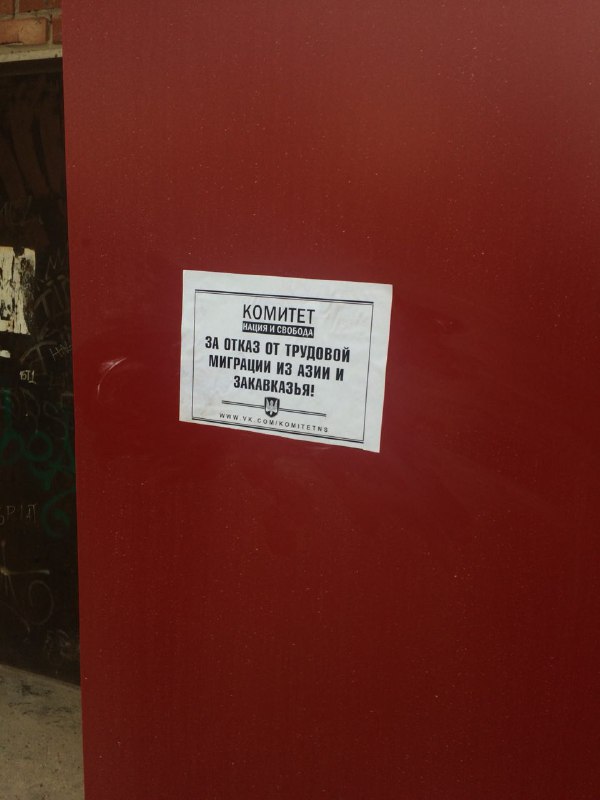 КОМИТЕТ
НАЦИЯ И СВОБОДА
ЗА ОТКАЗ ОТ ТРУДОВОЙ
МИГРАЦИИ ИЗ АЗИИ И
ЗАКАВКАЗЬЯ!
WWW.VK.COM/KOMITETNS